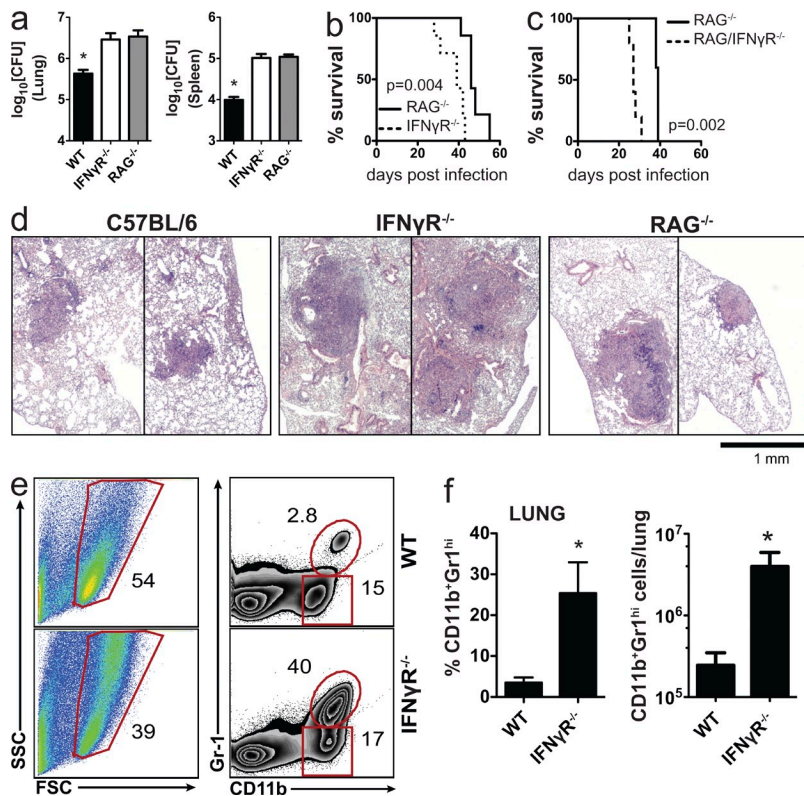 a
log10[CFU]
(Lung)
7
6
5
4
*
WT
IFNγR-/-
RAG-/-
log10[CFU]
(Spleen)
6
5
4
3
*
WT
IFNγR-/-
RAG-/-
b
% survival
100
50
0
p=0.004
RAG-/-
IFNγR-/-
0 20 40 60
days post infection
c
% survival
100
50
0
RAG-/-
RAG/IFNγR-/-
p=0.002
0 20 40 60
days post infection
d
C57BL/6
IFNγR-/-
RAG-/-
1 mm
e
SSC
FSC
54
39
Gr-1
CD11b
2.8
15
WT
40
17
IFNγR-/-
f
LUNG
% CD11b+Gr1hi
40
30
20
10
0
*
WT
IFNγR-/-
CD11b+Gr1hi cells/lung
10^7
10^6
10^5
*
WT
IFNγR-/-